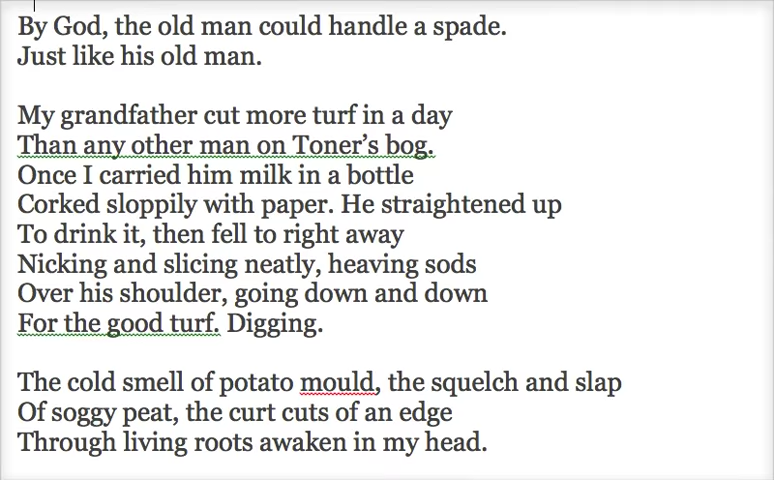 By God, the old man could handle a spade.
Just like his old man.
My grandfather cut more turf in a day
Than any other man on Toner’s bog.
Once I carried him milk in a bottle
Corked sloppily with paper. He straightened up
To drink it, then fell to right away
Nicking and slicing neatly, heaving sods
Over his shoulder, going down and down
For the good turf. Digging.
The cold smell of potato mould, the squelch and slap
Of soggy peat, the curt cuts of an edge
Through living roots awaken in my head.